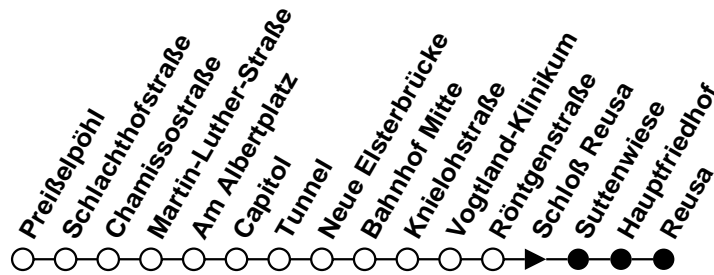 Preißelpöhl
Schlachthofstraße
Chamissostraße
Martin-Luther-Straße
Am Albertplatz
Capitol
Tunnel
Neue Elsterbrücke
Bahnhof Mitte
Knielohstraße
Vogtland-Klinikum
Röntgenstraße
Schloß Reusa
Suttenwiese
Hauptfriedhof
Reusa